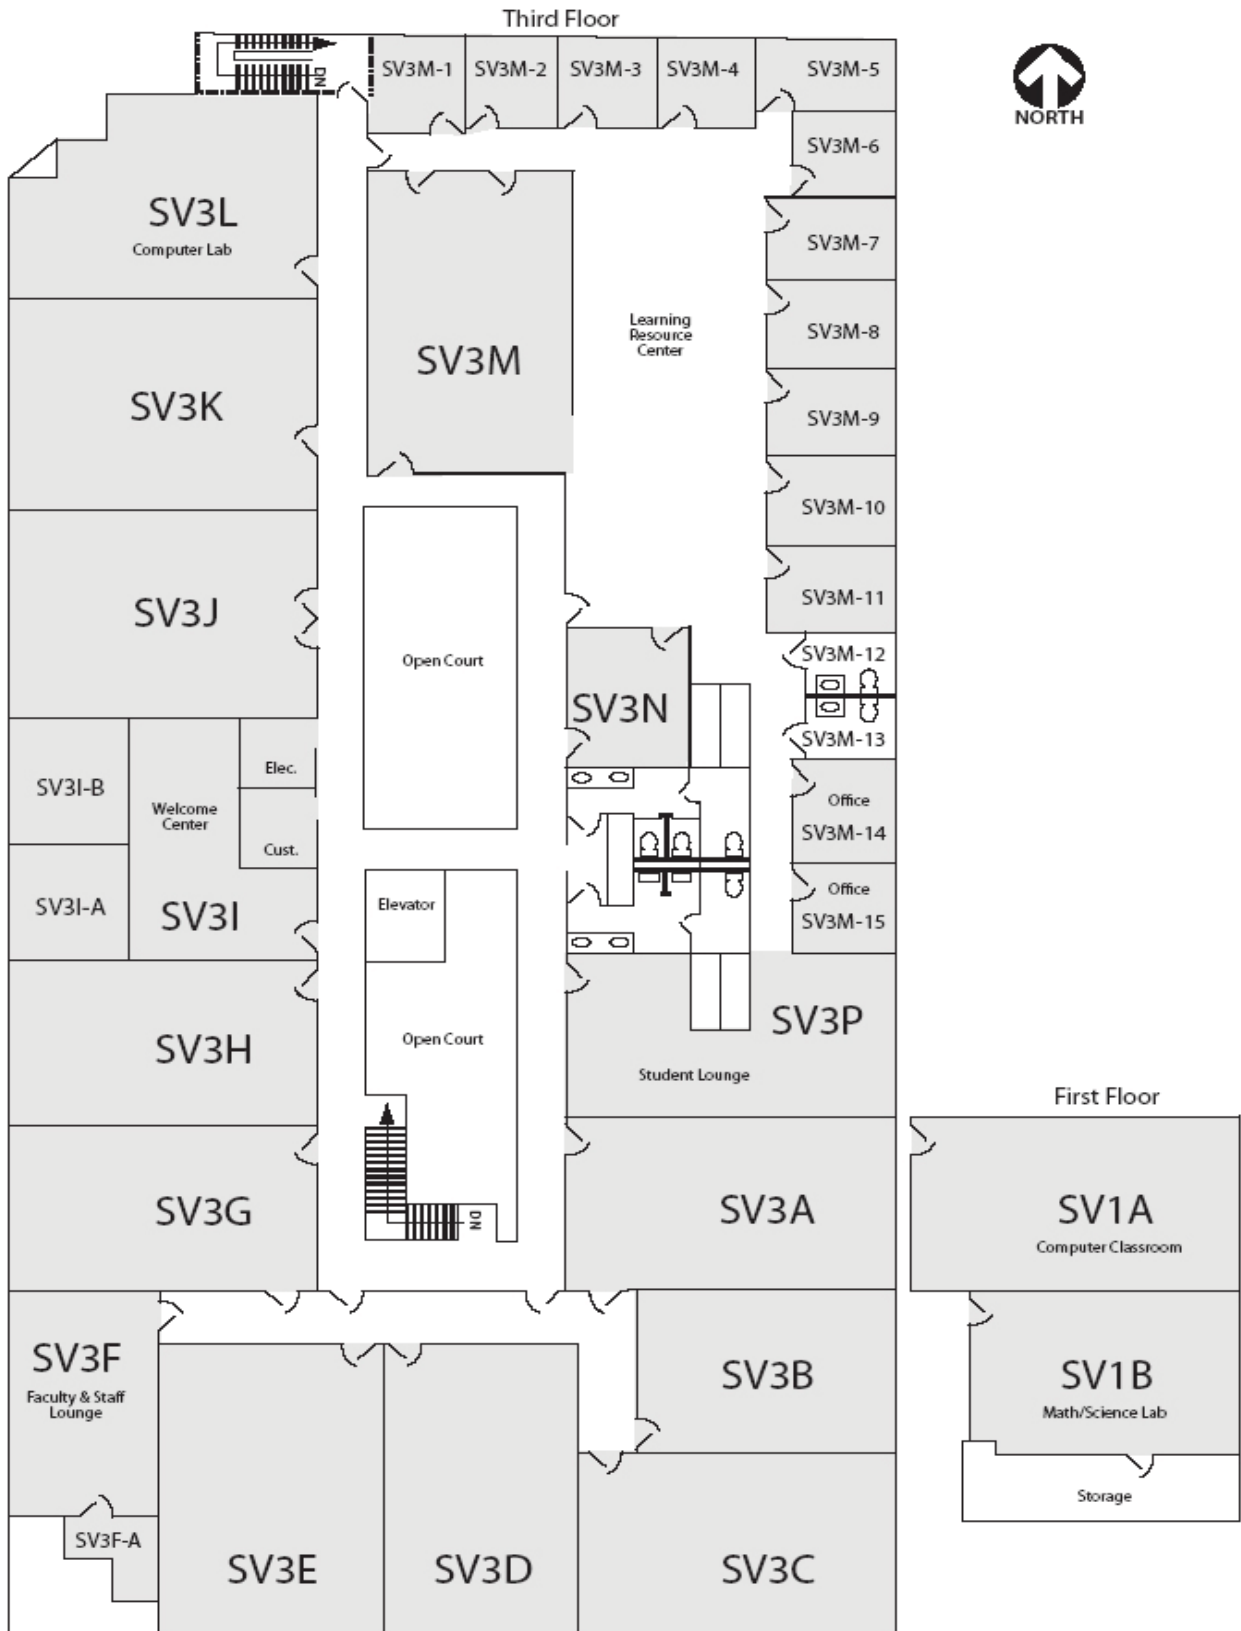 Third Floor
DN
SV3M-1
SV3M-2
SV3M-3
SV3M-4
SV3M-5
NORTH
SV3M-6
SV3L
Computer Lab
SV3M-7
SV3M-8
Learning
Resource
Center
SV3M
SV3K
SV3M-9
SV3M-10
SV3M-11
SV3J
Open Court
SV3M-12
SV3N
SV3M-13
SV3I-B
Elec.
Welcome
Center
Office
SV3M-14
Cust.
SV3I-A
SV3I
Elevator
Office
SV3M-15
SV3H
Open Court
SV3P
Student Lounge
First Floor
SV3G
DN
SV3A
SV1A
Computer Classroom
SV3F
Faculty & Staff
Lounge
SV3B
SV1B
Math/Science Lab
Storage
SV3F-A
SV3E
SV3D
SV3C